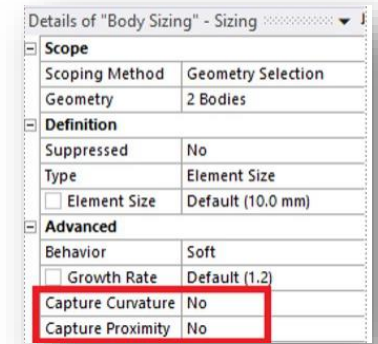 Details of "Body Sizing" - Sizing
Scope
Scoping Method Geometry Selection
Geometry 2 Bodies
Definition
Suppressed No
Type Element Size
Element Size Default (10.0 mm)
Advanced
Behavior Soft
Growth Rate Default (1.2)
Capture Curvature No
Capture Proximity No